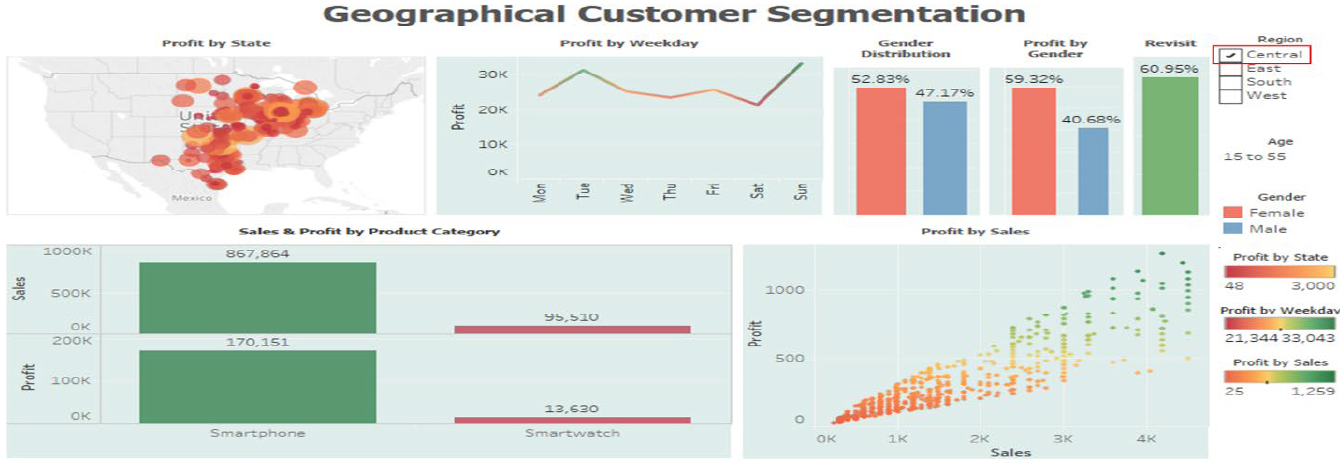 Geographical Customer Segmentation
Profit by State
Mexico
Profit by Weekday
Profit
30K
20K
10K
0K
Mon
Tue
Wed
Thu
Fri
Sat
Sun
Gender
Distribution
52.83%
47.17%
Profit by
Gender
59.32%
40.68%
Revisit
60.95%
Region
Central
East
South
West
Age
15 to 55
Gender
Female
Male
Sales & Profit by Product Category
Sales
1000K
500K
0K
867,864
95,510
Profit
200K
100K
0K
170,151
13,630
Smartphone
Smartwatch
Profit by Sales
Profit
1000
500
0
0K
1K
2K
3K
4K
Sales
Profit by State
48 3,000
Profit by Weekday
21,344 33,043
Profit by Sales
25 1,259